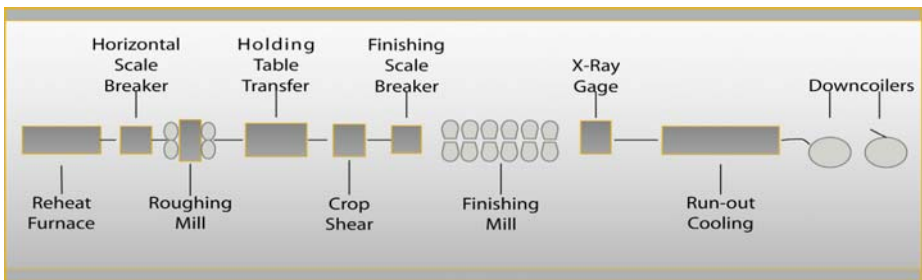 Horizontal
Scale
Breaker
Holding
Table
Transfer
Finishing
Scale
Breaker
X-Ray
Gage
Downcoilers
Reheat
Furnace
Roughing
Mill
Crop
Shear
Finishing
Mill
Run-out
Cooling